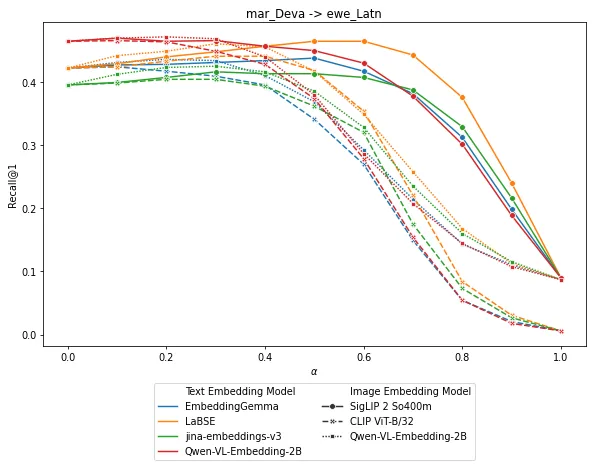 mar_Deva -> ewe_Latn
Recall@1
0.4
0.3
0.2
0.1
0.0
0.0 0.2 0.4 0.6 0.8 1.0
α
Text Embedding Model Image Embedding Model
EmbeddingGemma SigLIP 2 So400m
LaBSE CLIP ViT-B/32
jina-embeddings-v3 Qwen-VL-Embedding-2B
Qwen-VL-Embedding-2B